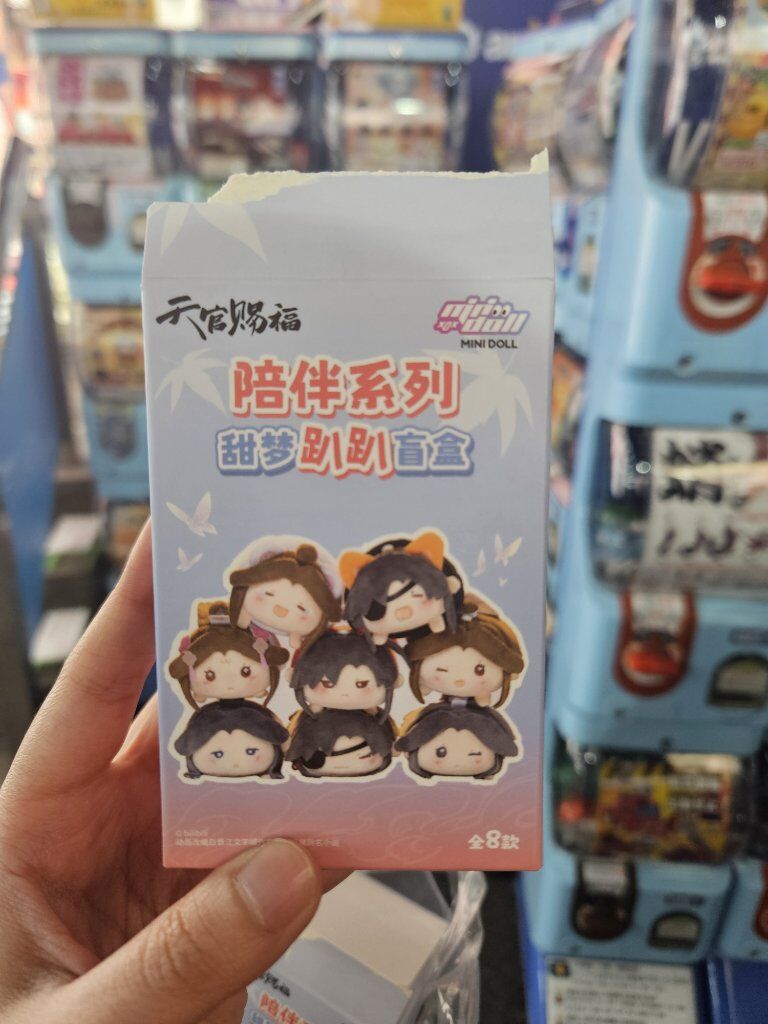 天官赐福
mini doll
MINI DOLL
陪伴系列
甜梦趴趴盲盒
© bilibili
全8款